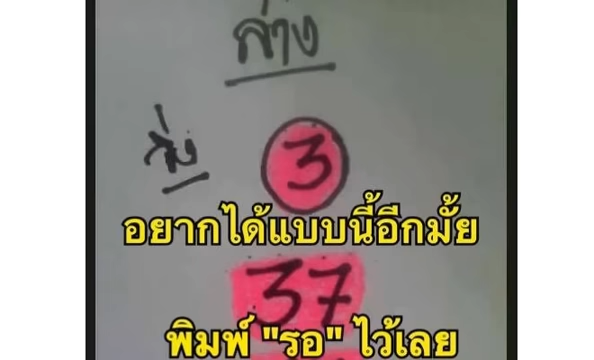 ล่าง
วิ่ง
3
อยากได้แบบนี้อีกมั้ย
37
พิมพ์ "รอ" ไว้เลย